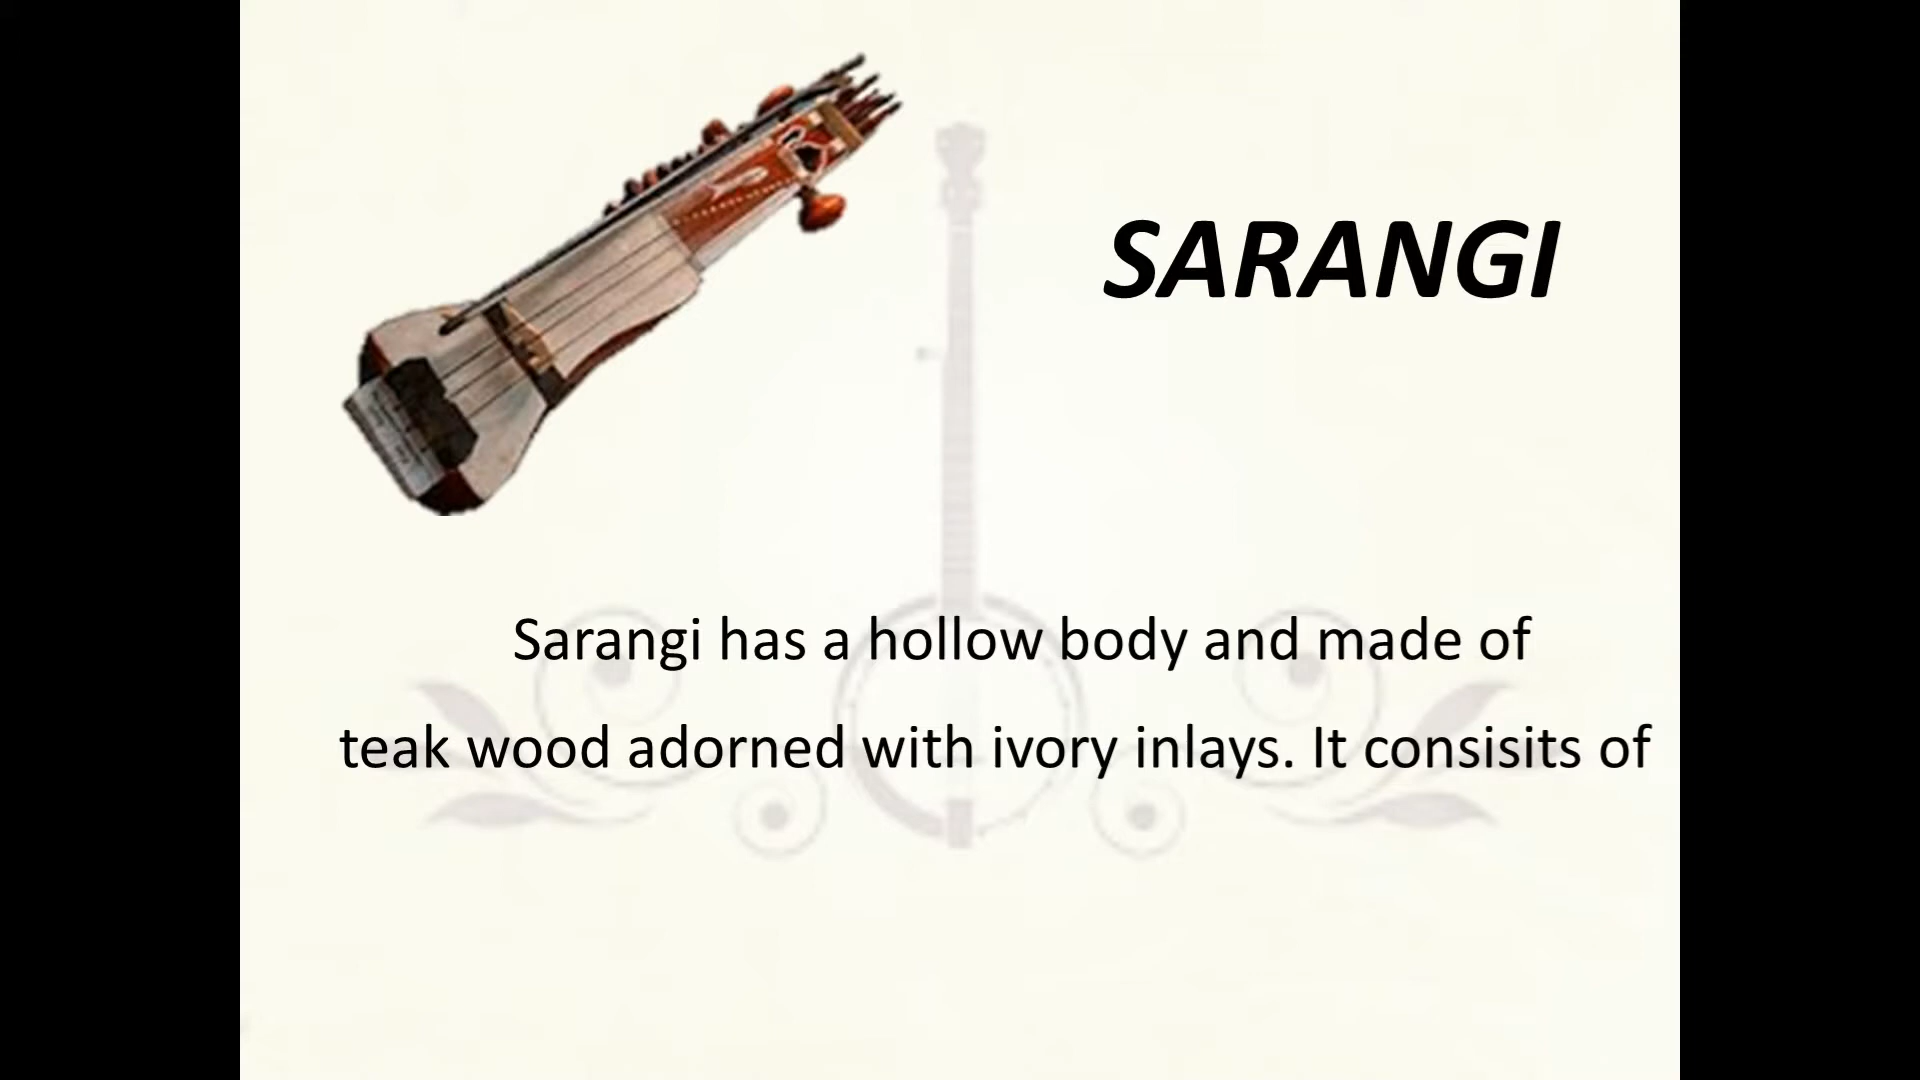 SARANGI
Sarangi has a hollow body and made of
teak wood adorned with ivory inlays. It consisits of